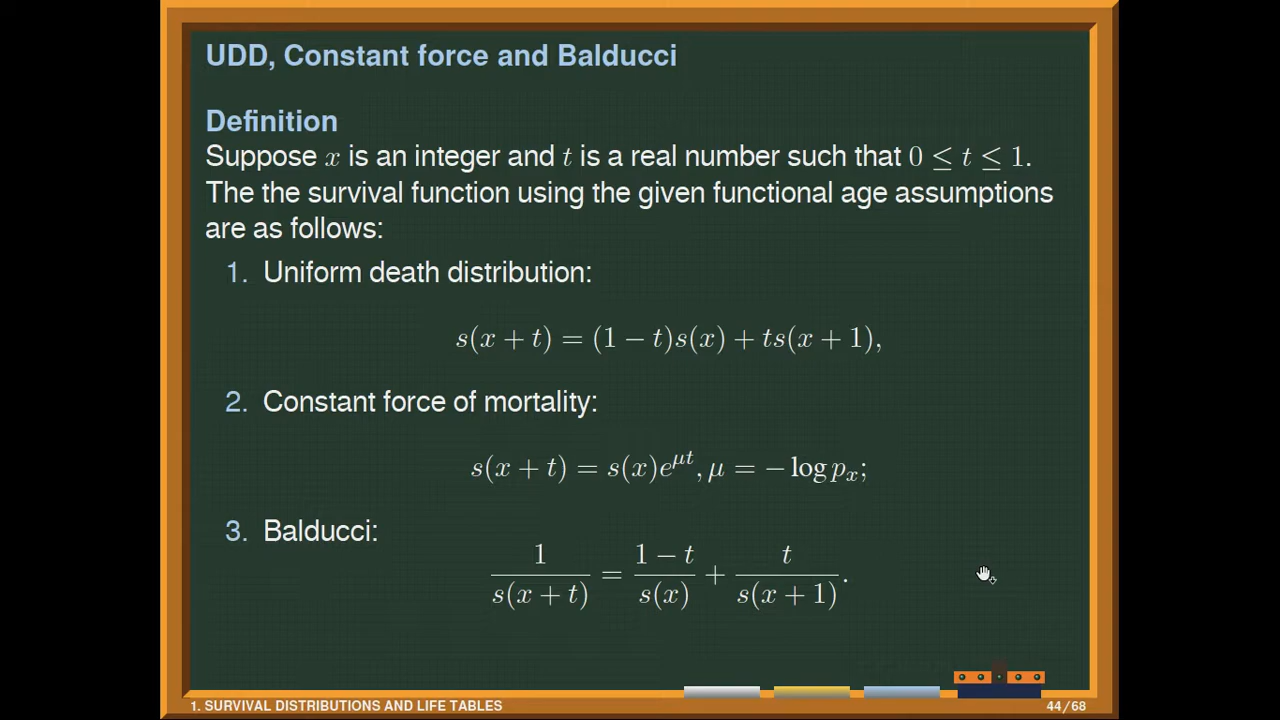 UDD, Constant force and Balducci
Definition
Suppose x is an integer and t is a real number such that 0 ≤ t ≤ 1.
The the survival function using the given functional age assumptions
are as follows:
1. Uniform death distribution:
s(x + t) = (1 − t)s(x) + ts(x + 1),
2. Constant force of mortality:
s(x + t) = s(x)e^{μt}, μ = − log p_x;
3. Balducci:
\frac{1}{s(x + t)} = \frac{1 − t}{s(x)} + \frac{t}{s(x + 1)}.
1. SURVIVAL DISTRIBUTIONS AND LIFE TABLES 44/68